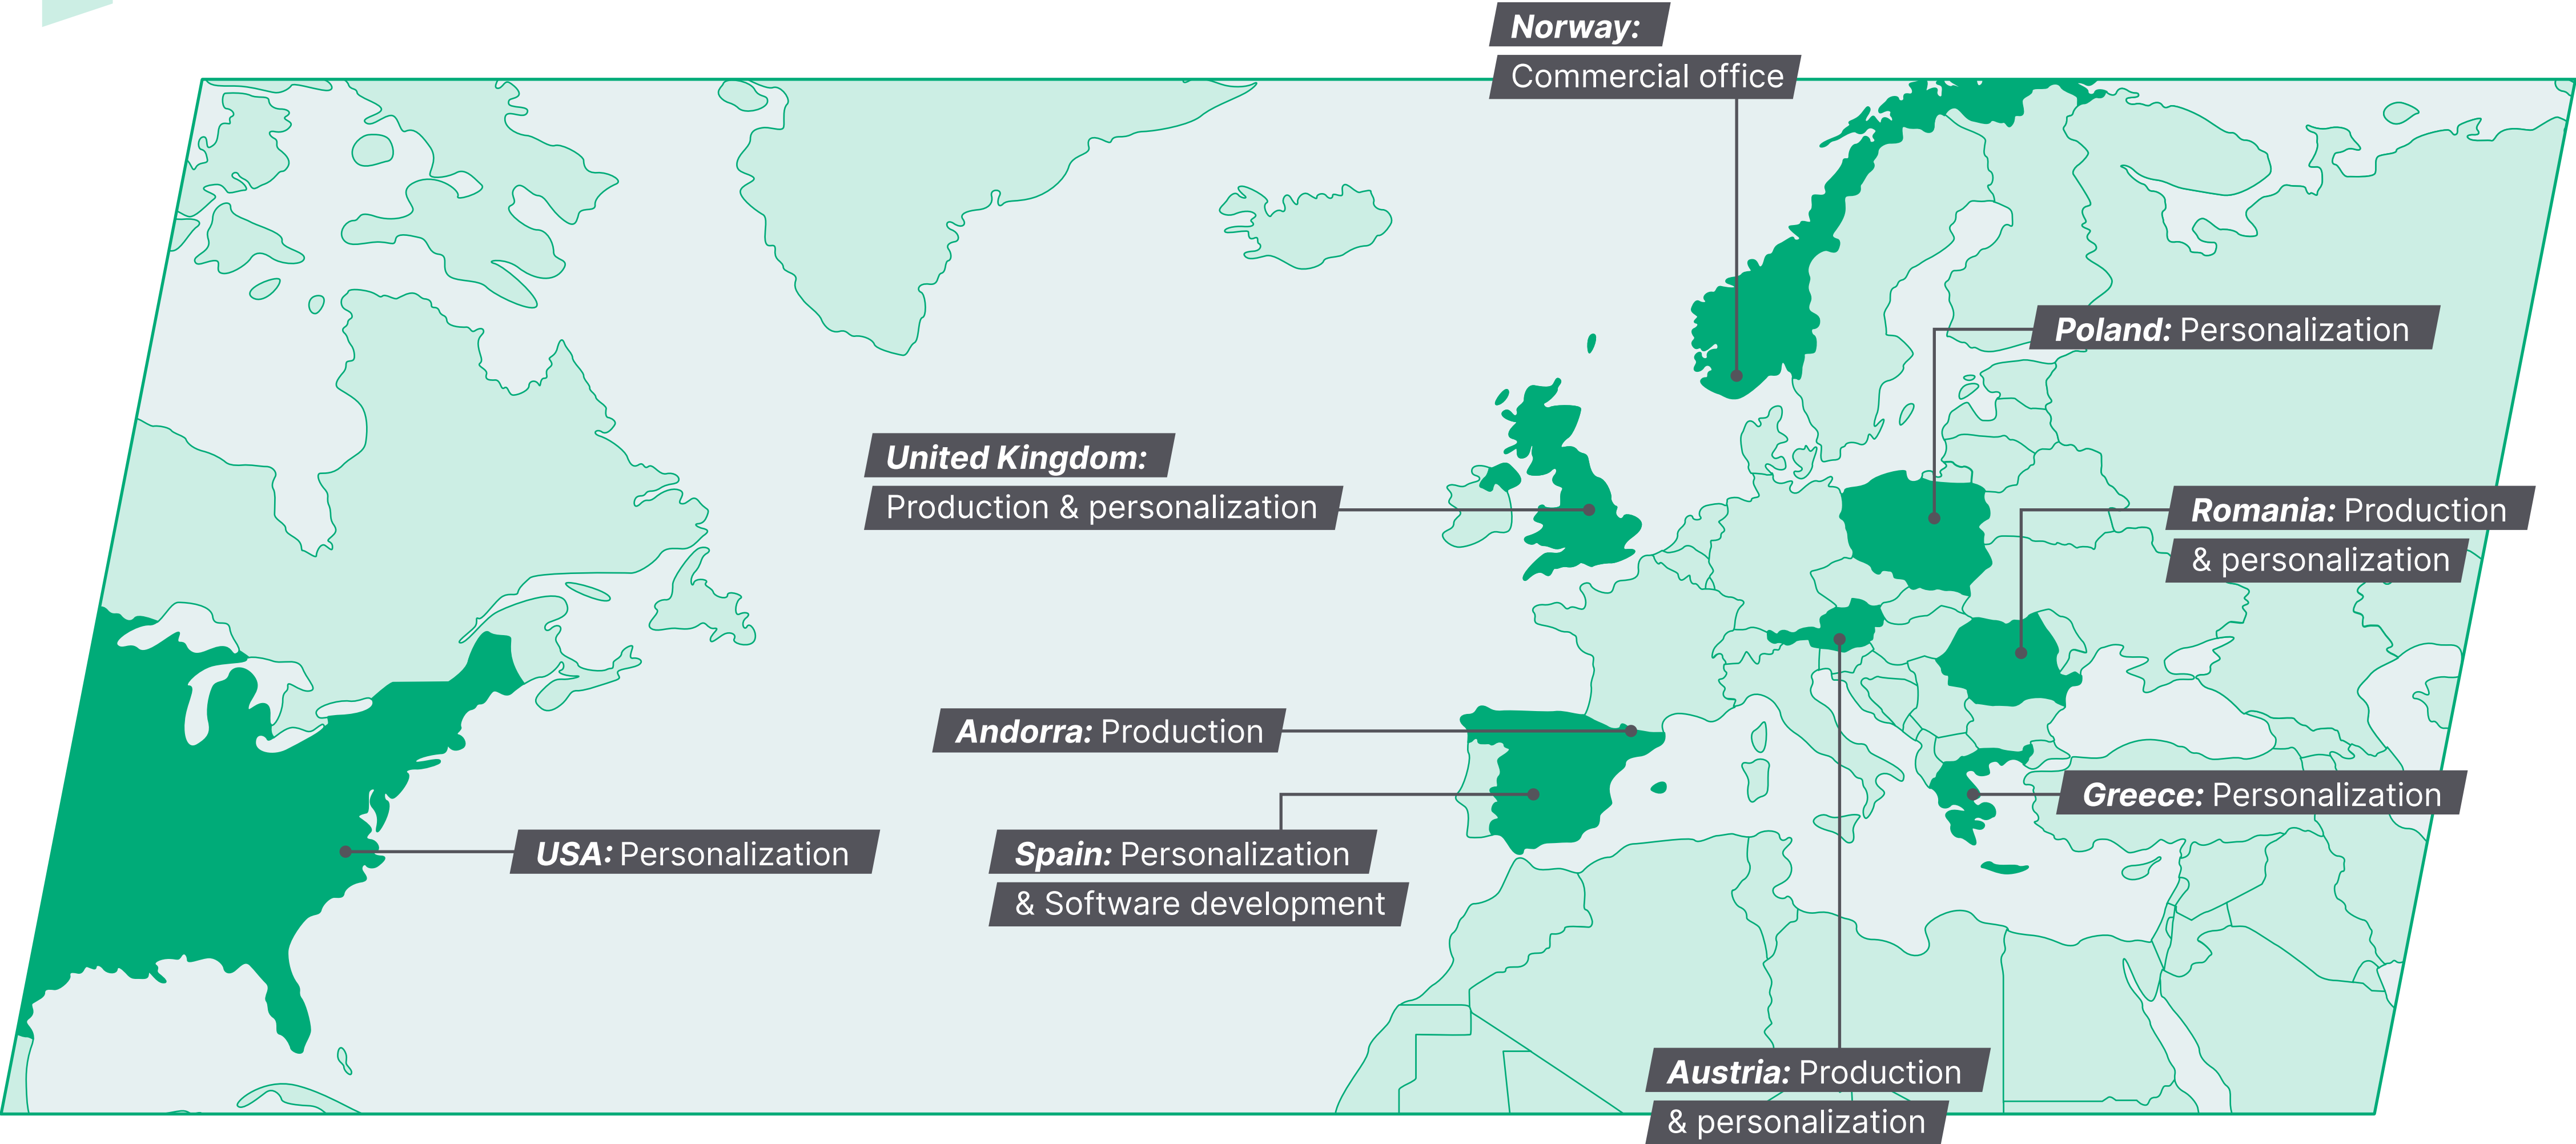 Norway:
Commercial office
Poland: Personalization
United Kingdom:
Production & personalization
Romania: Production
& personalization
Andorra: Production
Greece: Personalization
USA: Personalization
Spain: Personalization
& Software development
Austria: Production
& personalization